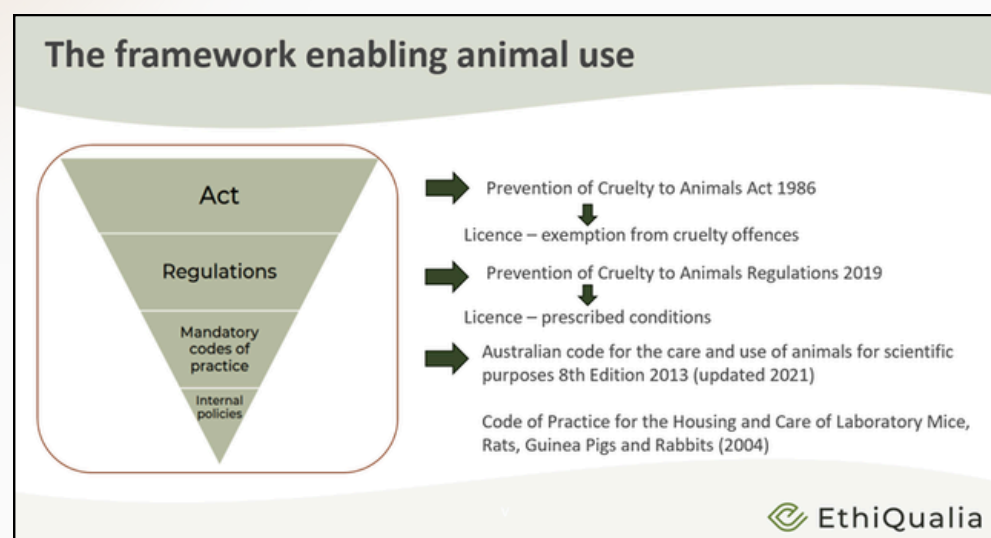 The framework enabling animal use
Act
Regulations
Mandatory
codes of
practice
Internal
policies
Prevention of Cruelty to Animals Act 1986
Licence – exemption from cruelty offences
Prevention of Cruelty to Animals Regulations 2019
Licence – prescribed conditions
Australian code for the care and use of animals for scientific
purposes 8th Edition 2013 (updated 2021)
Code of Practice for the Housing and Care of Laboratory Mice,
Rats, Guinea Pigs and Rabbits (2004)
EthiQualia